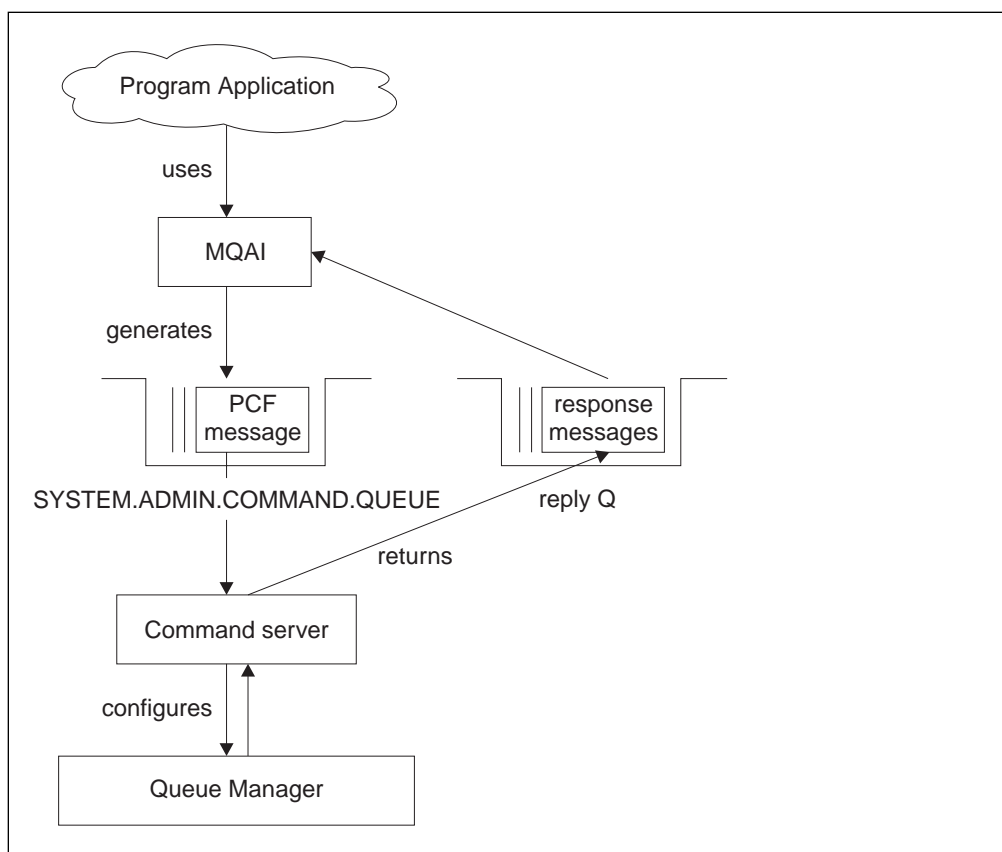 Program Application
uses
MQAI
generates
PCF
message
response
messages
SYSTEM.ADMIN.COMMAND.QUEUE
reply Q
returns
Command server
configures
Queue Manager